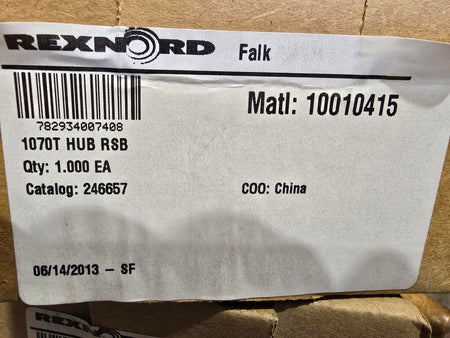 REXNORD Falk
Matl: 10010415
782934007408
1070T HUB RSB
Qty: 1.000 EA
Catalog: 246657 COO: China
06/14/2013 - SF
REXNORD